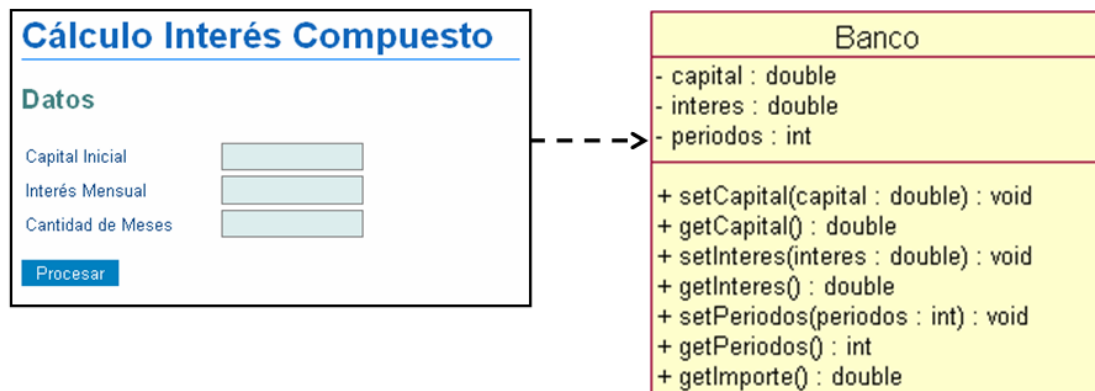 Cálculo Interés Compuesto
Datos
Capital Inicial
Interés Mensual
Cantidad de Meses
Procesar
Banco
- capital : double
- interes : double
- periodos : int
+ setCapital(capital : double) : void
+ getCapital() : double
+ setInteres(interes : double) : void
+ getInteres() : double
+ setPeriodos(periodos : int) : void
+ getPeriodos() : int
+ getImporte() : double